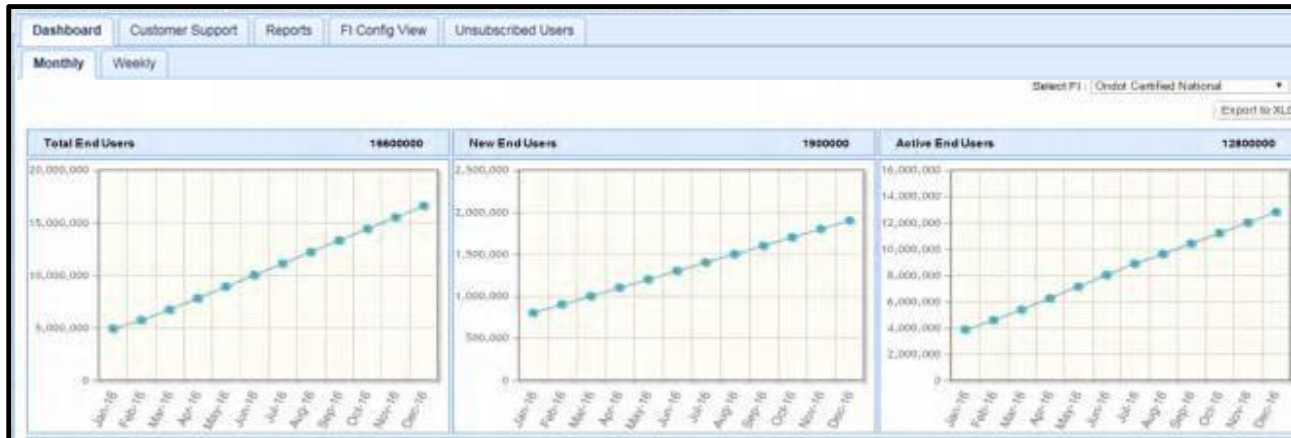 Dashboard Customer Support Reports FI Config View Unsubscribed Users
Monthly Weekly
Select FI : Ondot Certified National
Export to XLS
Total End Users 16600000
New End Users 1900000
Active End Users 12800000
20,000,000
15,000,000
10,000,000
5,000,000
0
Jan-16 Feb-16 Mar-16 Apr-16 May-16 Jun-16 Jul-16 Aug-16 Sep-16 Oct-16 Nov-16 Dec-16
2,500,000
2,000,000
1,500,000
1,000,000
500,000
0
Jan-16 Feb-16 Mar-16 Apr-16 May-16 Jun-16 Jul-16 Aug-16 Sep-16 Oct-16 Nov-16 Dec-16
16,000,000
14,000,000
12,000,000
10,000,000
8,000,000
6,000,000
4,000,000
2,000,000
0
Jan-16 Feb-16 Mar-16 Apr-16 May-16 Jun-16 Jul-16 Aug-16 Sep-16 Oct-16 Nov-16 Dec-16